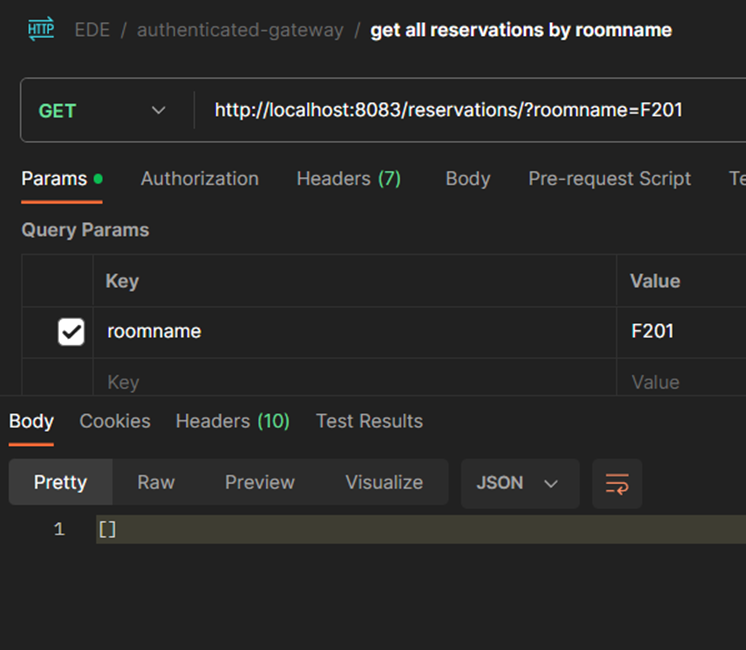 HTTP EDE / authenticated-gateway / get all reservations by roomname
GET http://localhost:8083/reservations/?roomname=F201
Params Authorization Headers (7) Body Pre-request Script Te
Query Params
Key Value
roomname F201
Key Value
Body Cookies Headers (10) Test Results
Pretty Raw Preview Visualize JSON
1 []